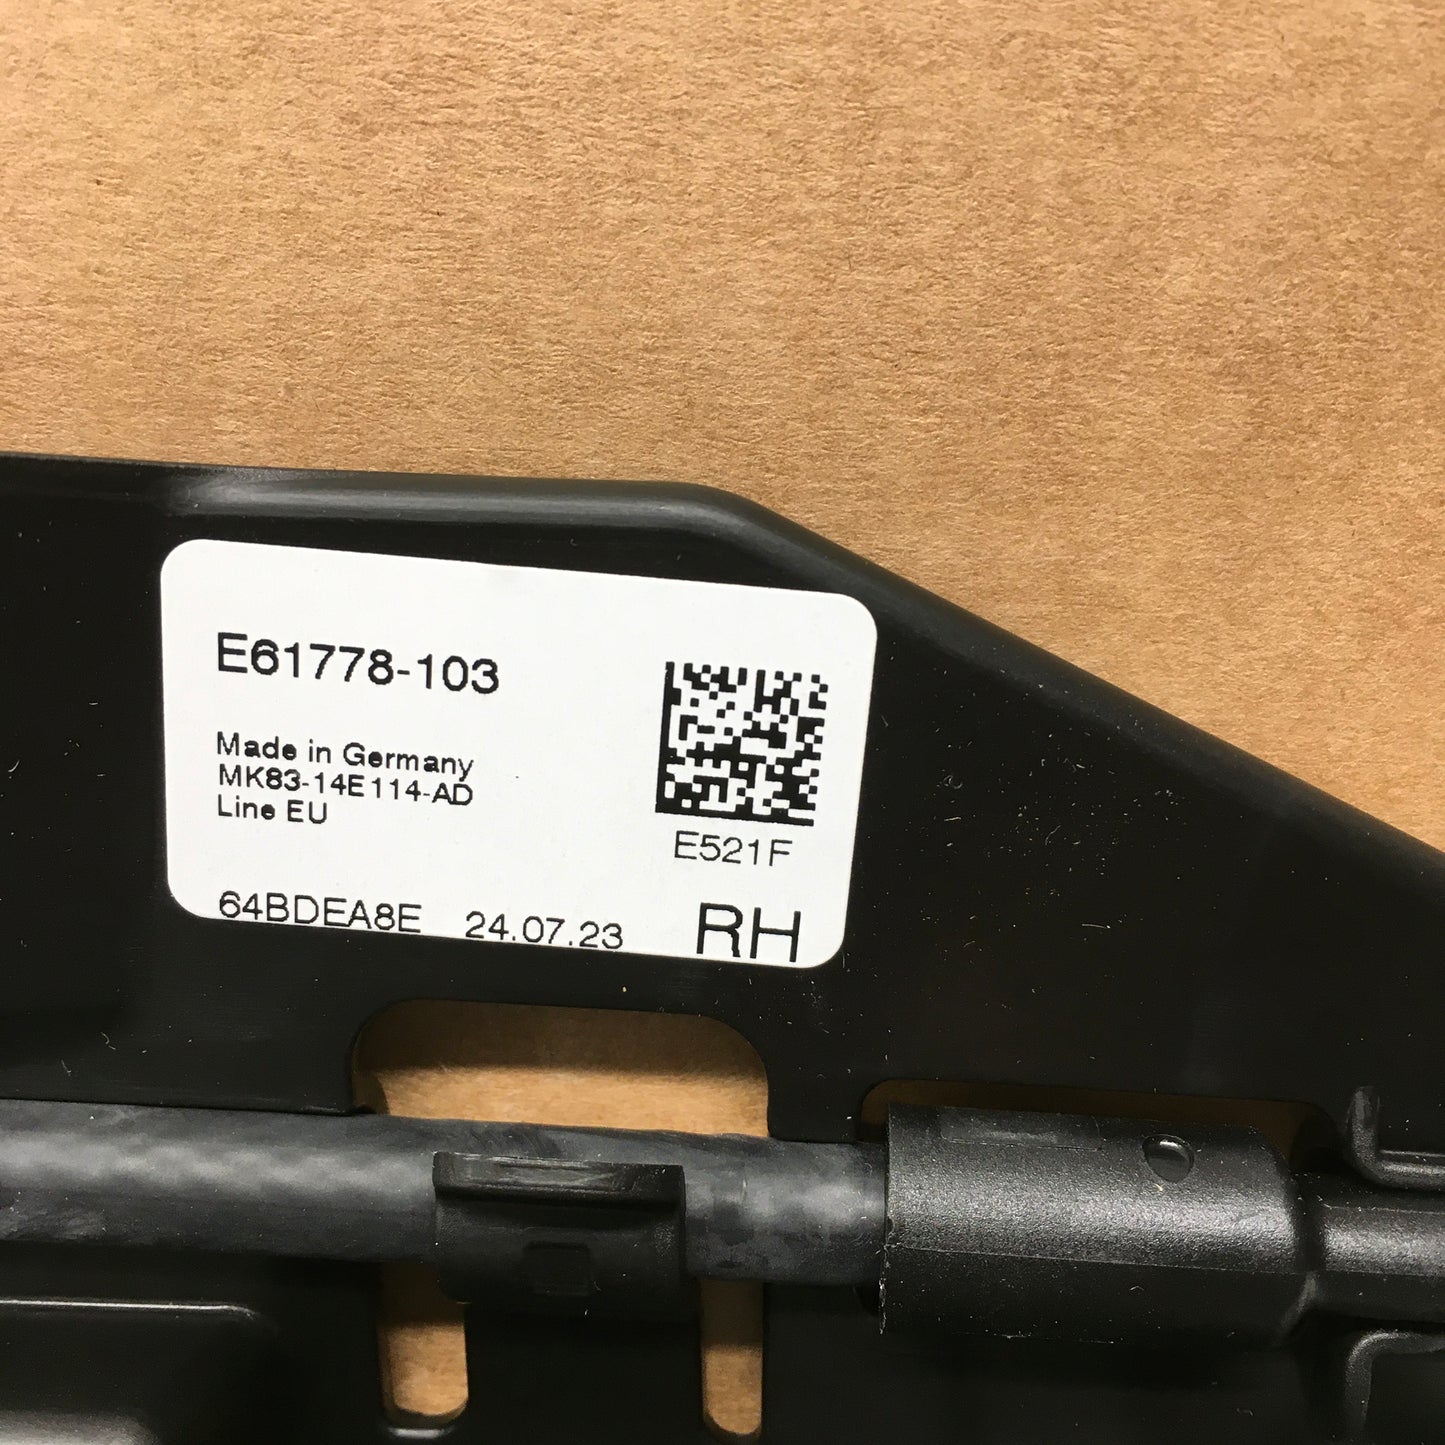 E61778-103
Made in Germany
MK83-14E114-AD
Line EU
E521F
64BDEA8E 24.07.23 RH